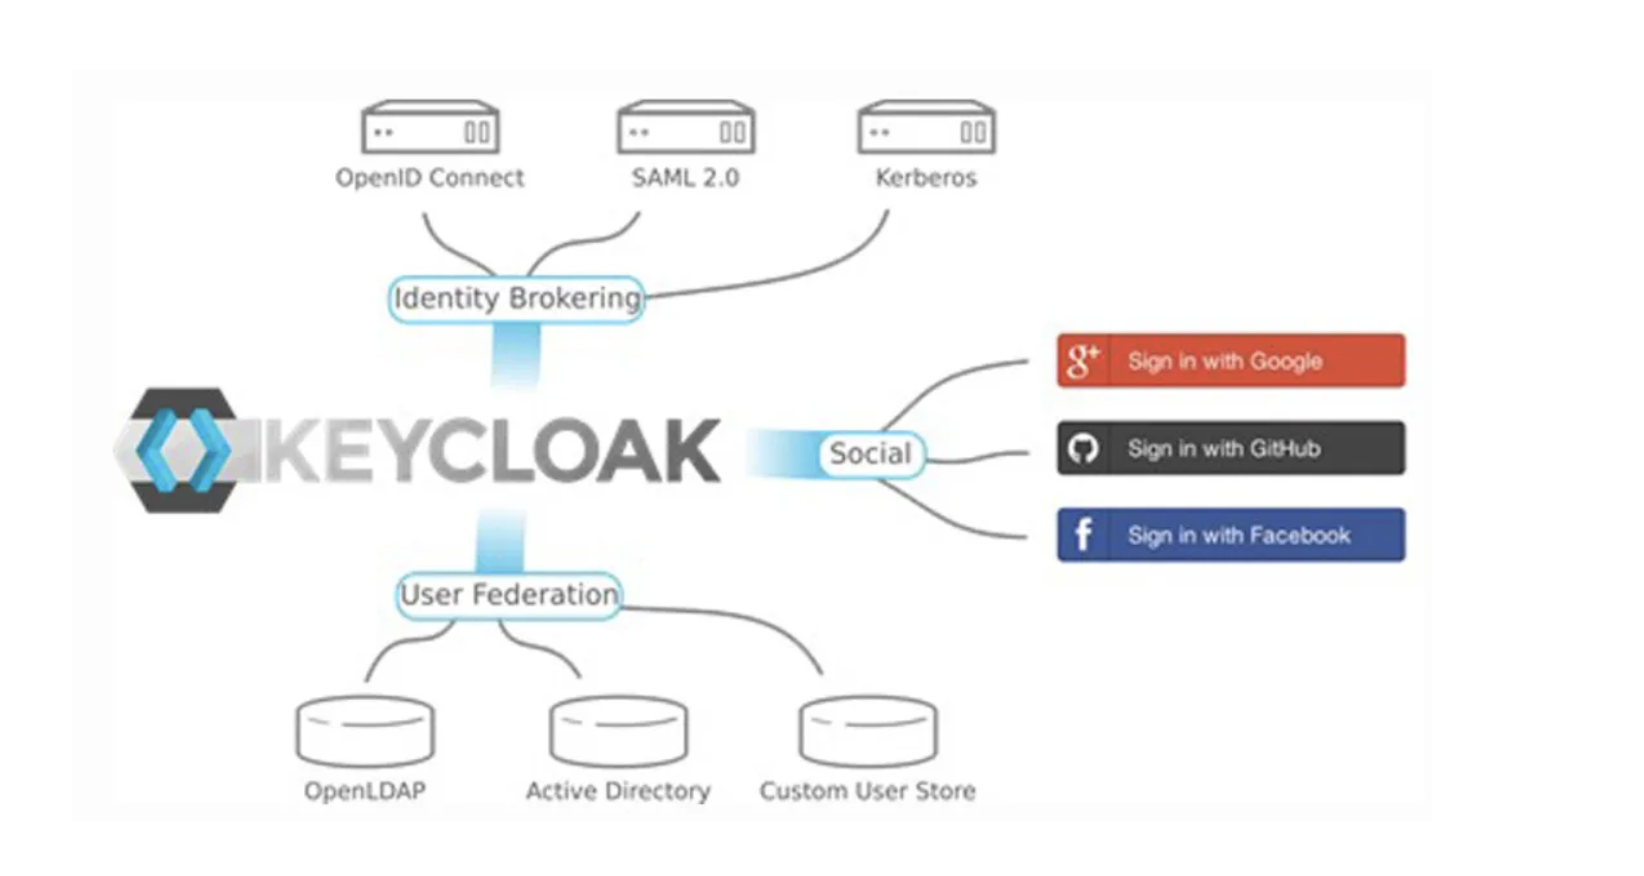 OpenID Connect
SAML 2.0
Kerberos
Identity Brokering
g+ Sign in with Google
KEYCLOAK
Social
Sign in with GitHub
f Sign in with Facebook
User Federation
OpenLDAP
Active Directory
Custom User Store